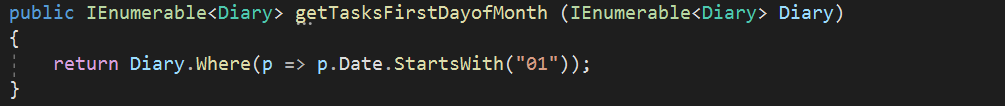 public IEnumerable<Diary> getTasksFirstDayofMonth (IEnumerable<Diary> Diary)
{
return Diary.Where(p => p.Date.StartsWith("01"));
}